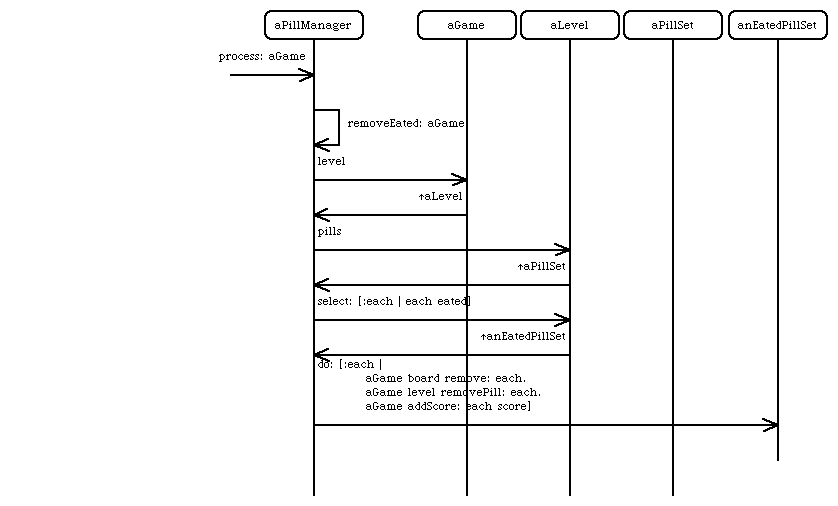 aPillManager
aGame
aLevel
aPillSet
anEatedPillSet
process: aGame
removeEated: aGame
level
↑aLevel
pills
↑aPillSet
select: [:each | each eated]
↑anEatedPillSet
do: [:each |
aGame board remove: each.
aGame level removePill: each.
aGame addScore: each score]